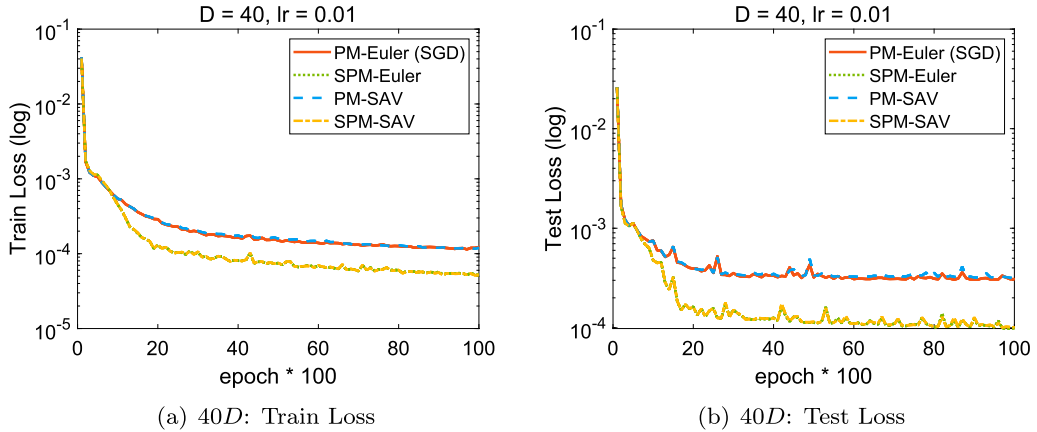 D = 40, lr = 0.01
Train Loss (log)
10^-1
10^-2
10^-3
10^-4
10^-5
PM-Euler (SGD)
SPM-Euler
PM-SAV
SPM-SAV
0 20 40 60 80 100
epoch * 100
(a) 40D: Train Loss
D = 40, lr = 0.01
Test Loss (log)
10^-1
10^-2
10^-3
10^-4
PM-Euler (SGD)
SPM-Euler
PM-SAV
SPM-SAV
0 20 40 60 80 100
epoch * 100
(b) 40D: Test Loss